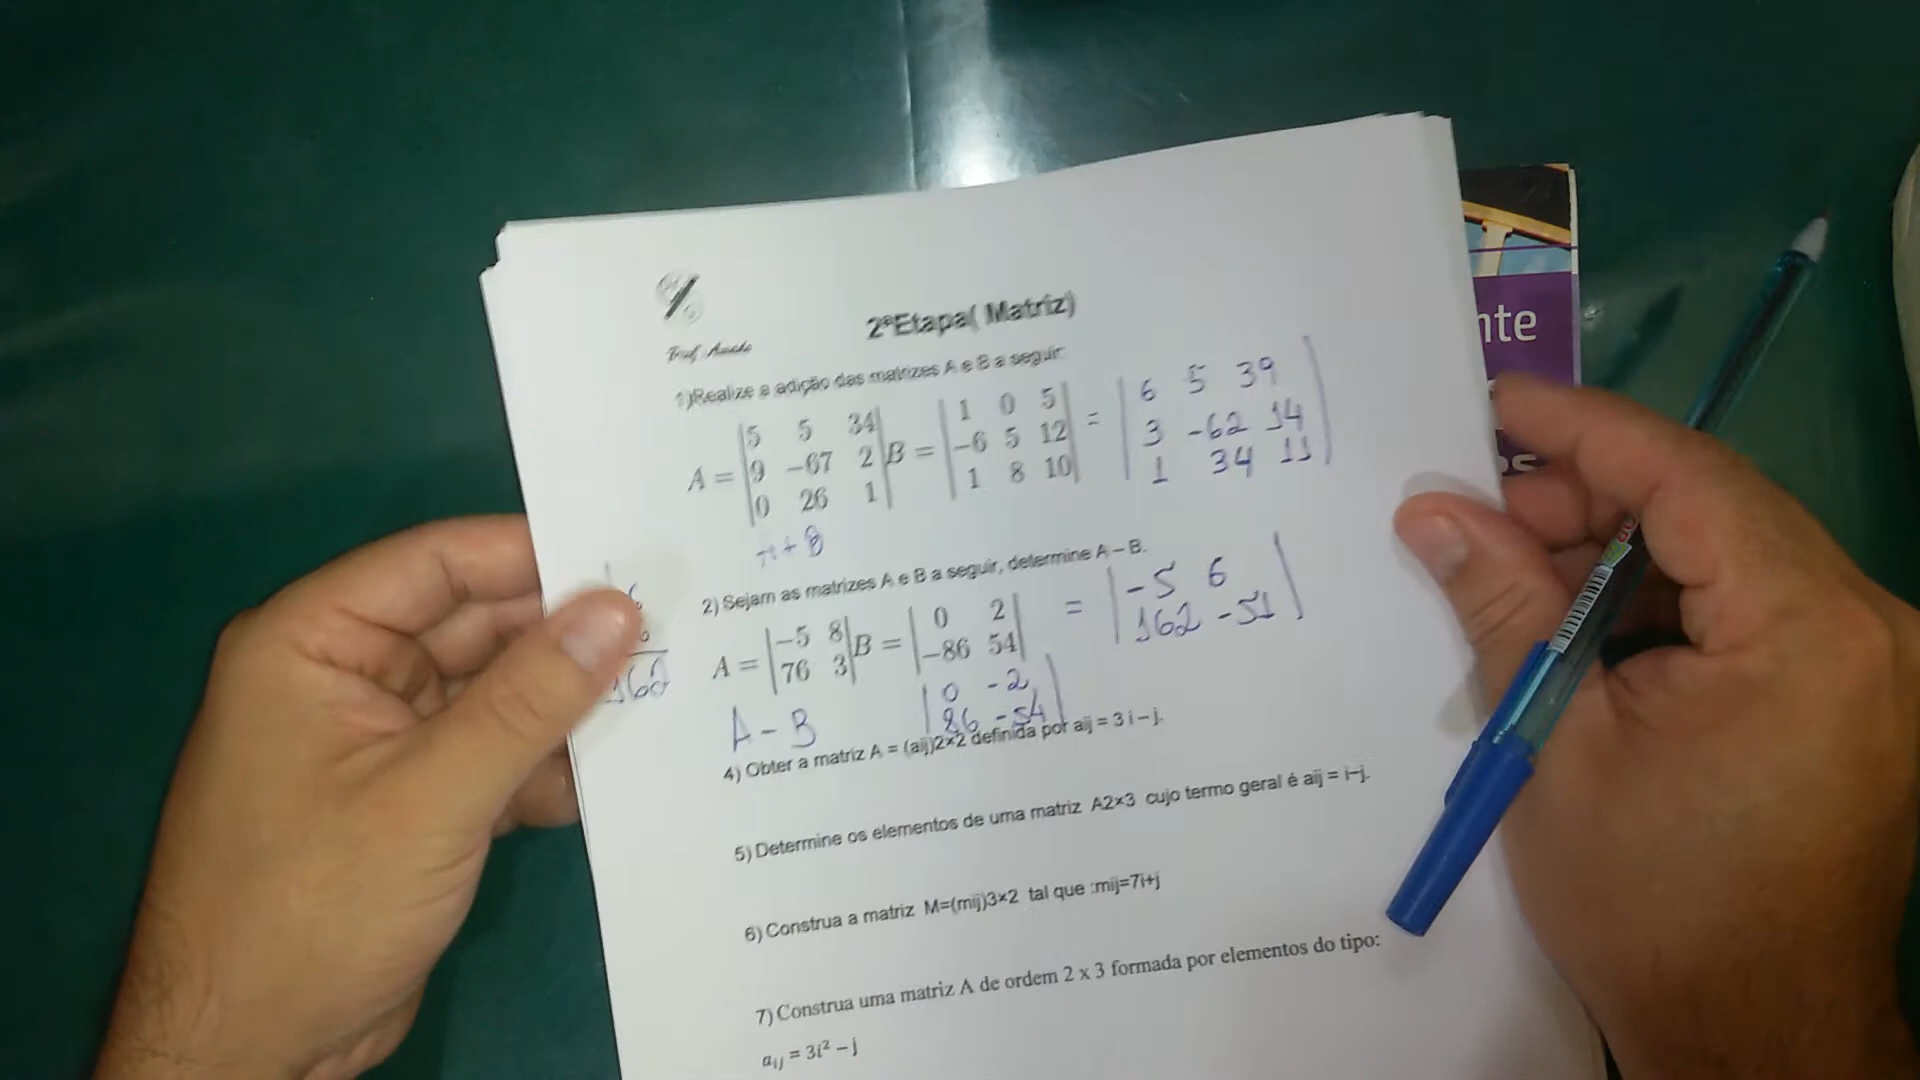 2ªEtapa( Matriz)
1)Realize a adição das matrizes A e B a seguir:
5 5 34 1 0 5 6 5 39
A = 9 -67 2 B = -6 5 12 = 3 -62 14
0 26 1 1 8 10 1 34 11
+ B
2) Sejam as matrizes A e B a seguir, determine A – B.
-5 8 0 2 -5 6
A = 76 3 B = -86 54 = 162 -51
0 -2
A - B 86 -54
4) Obter a matriz A = (aij)2×2 definida por aij = 3 i – j.
5) Determine os elementos de uma matriz A2×3 cujo termo geral é aij = i–j.
6) Construa a matriz M=(mij)3×2 tal que :mij=7i+j
7) Construa uma matriz A de ordem 2 x 3 formada por elementos do tipo:
aij = 3i² – j
nte